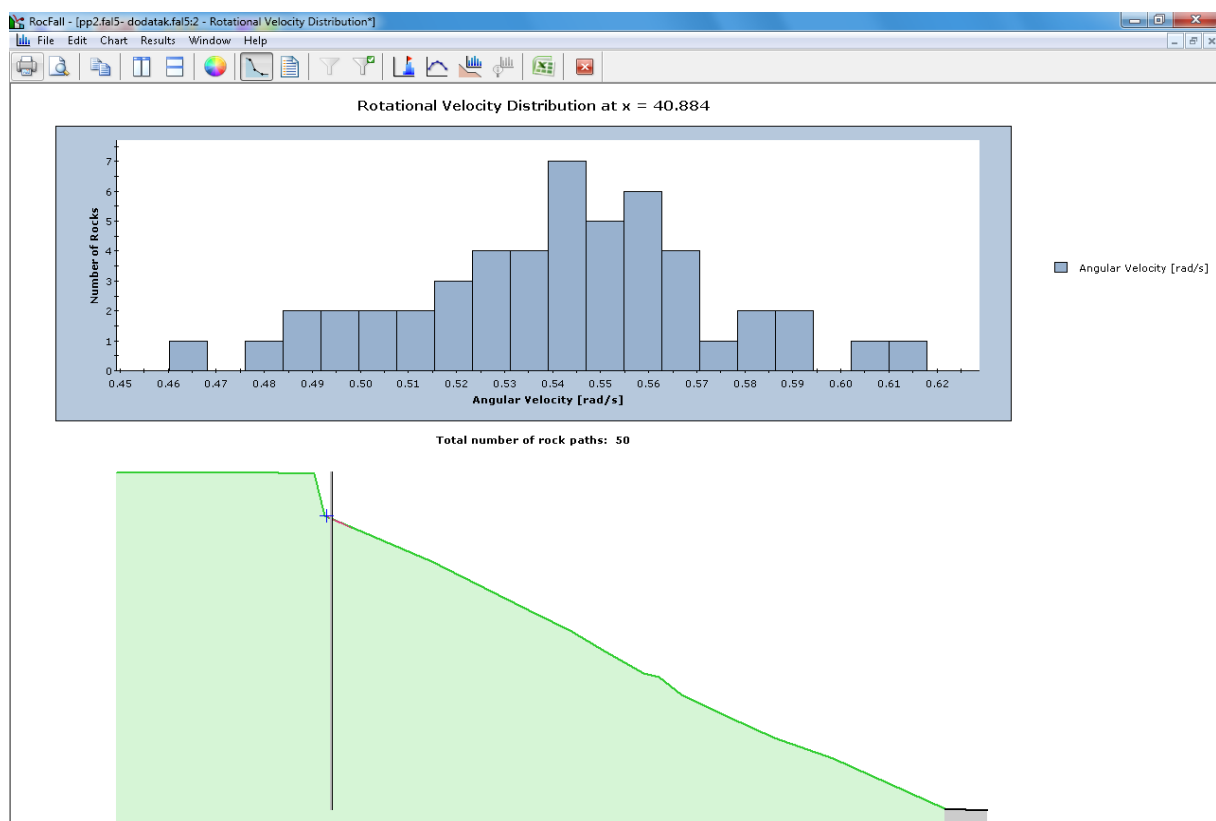 RocFall - [pp2.fal5- dodatak.fal5:2 - Rotational Velocity Distribution*]
File Edit Chart Results Window Help
Rotational Velocity Distribution at x = 40.884
7
6
5
4
3
2
1
0
Number of Rocks
0.45 0.46 0.47 0.48 0.49 0.50 0.51 0.52 0.53 0.54 0.55 0.56 0.57 0.58 0.59 0.60 0.61 0.62
Angular Velocity [rad/s]
Angular Velocity [rad/s]
Total number of rock paths: 50